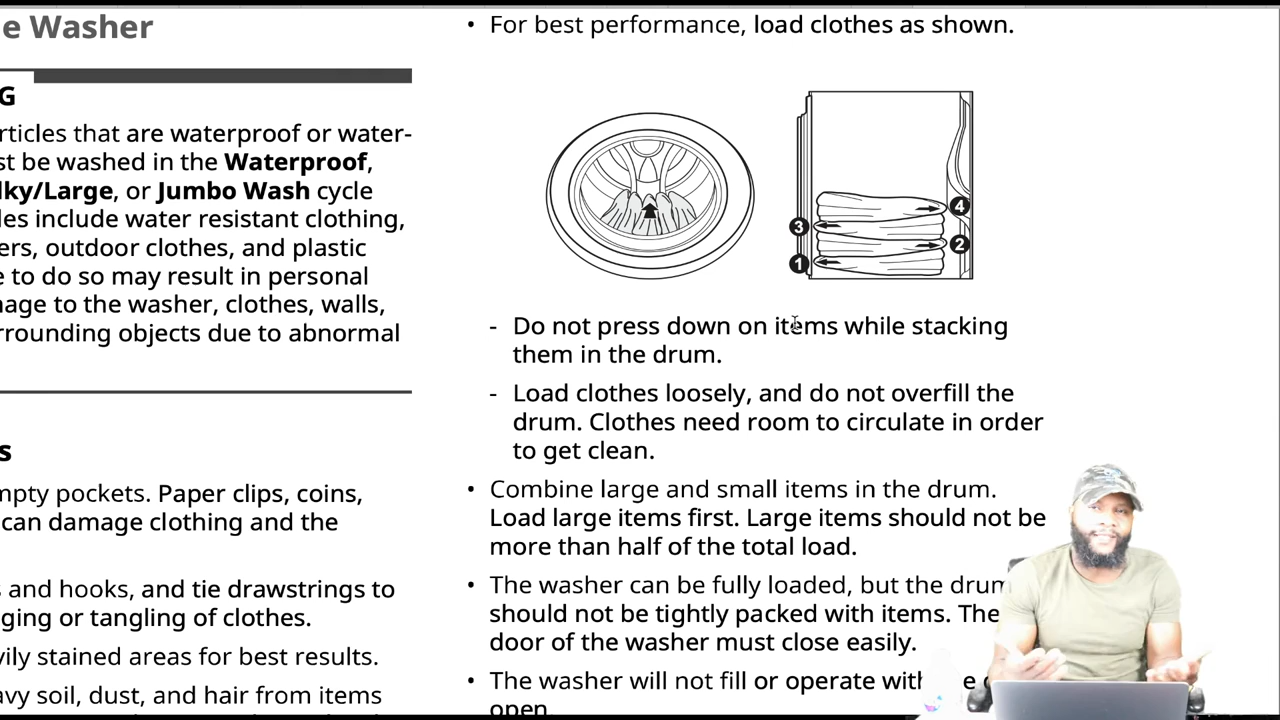 e Washer
G
rticles that are waterproof or water-
st be washed in the Waterproof,
lky/Large, or Jumbo Wash cycle
les include water resistant clothing,
ers, outdoor clothes, and plastic
e to do so may result in personal
nage to the washer, clothes, walls,
rrounding objects due to abnormal
s
mpty pockets. Paper clips, coins,
can damage clothing and the
s and hooks, and tie drawstrings to
ging or tangling of clothes.
vily stained areas for best results.
avy soil, dust, and hair from items
• For best performance, load clothes as shown.
4
3
2
1
- Do not press down on items while stacking
them in the drum.
- Load clothes loosely, and do not overfill the
drum. Clothes need room to circulate in order
to get clean.
• Combine large and small items in the drum.
Load large items first. Large items should not be
more than half of the total load.
• The washer can be fully loaded, but the drum
should not be tightly packed with items. The
door of the washer must close easily.
• The washer will not fill or operate with
open